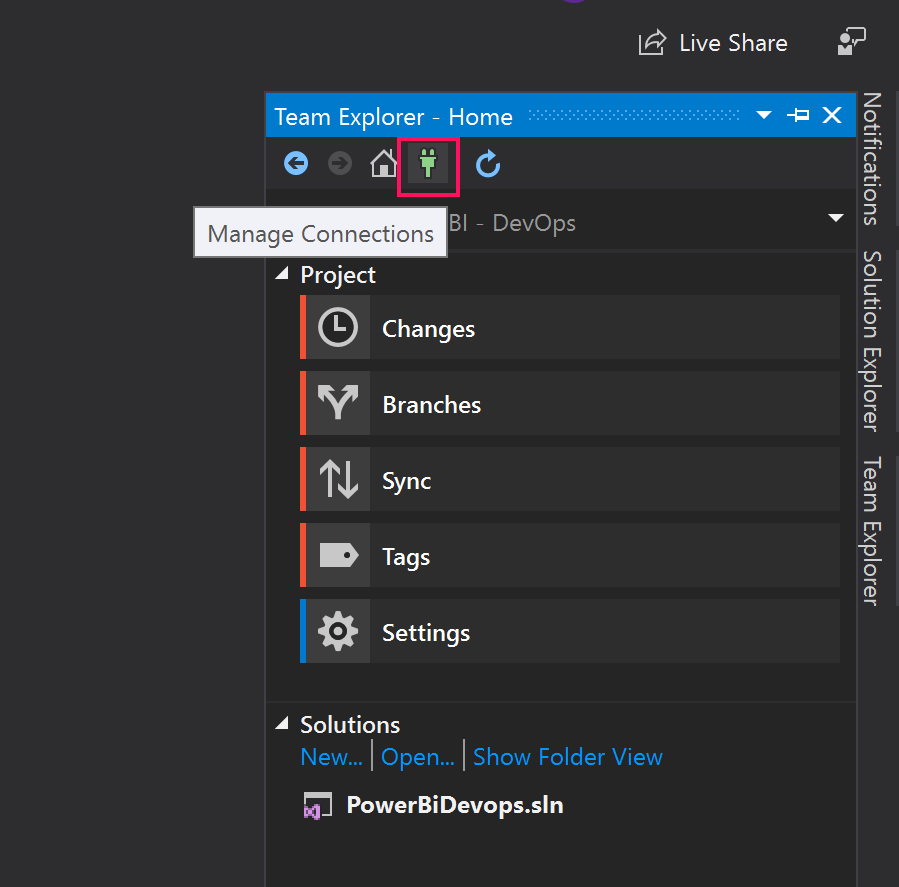 Live Share
Team Explorer - Home
Manage Connections
BI - DevOps
Project
Changes
Branches
Sync
Tags
Settings
Solutions
New... Open... Show Folder View
PowerBiDevops.sln
Notifications
Solution Explorer
Team Explorer